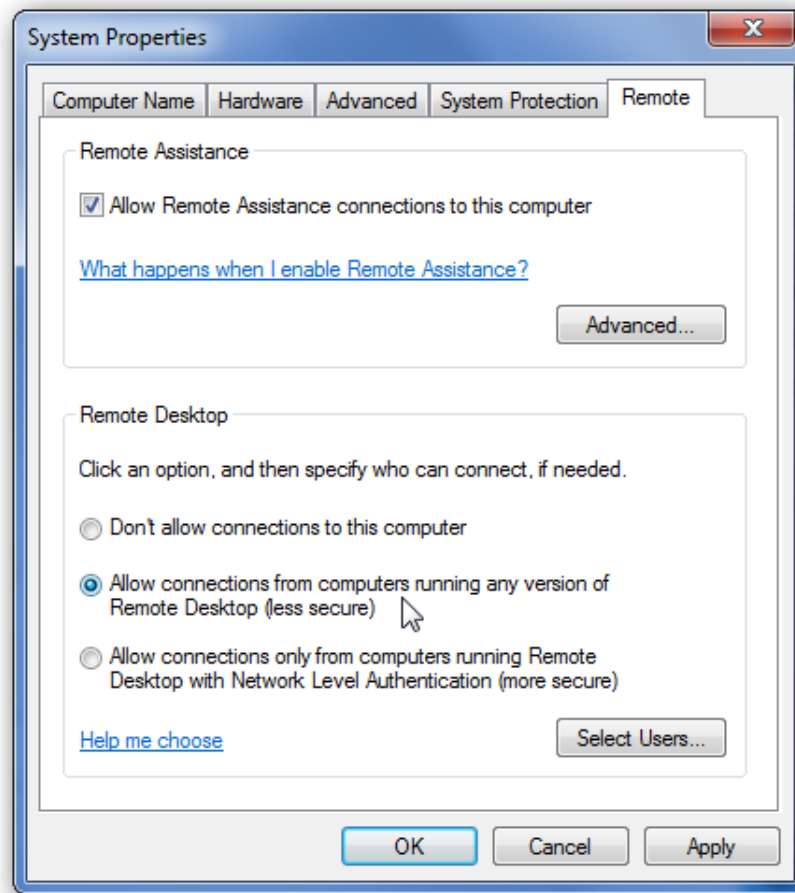 System Properties
Computer Name Hardware Advanced System Protection Remote
Remote Assistance
Allow Remote Assistance connections to this computer
What happens when I enable Remote Assistance?
Advanced...
Remote Desktop
Click an option, and then specify who can connect, if needed.
Don't allow connections to this computer
Allow connections from computers running any version of
Remote Desktop (less secure)
Allow connections only from computers running Remote
Desktop with Network Level Authentication (more secure)
Help me choose
Select Users...
OK Cancel Apply